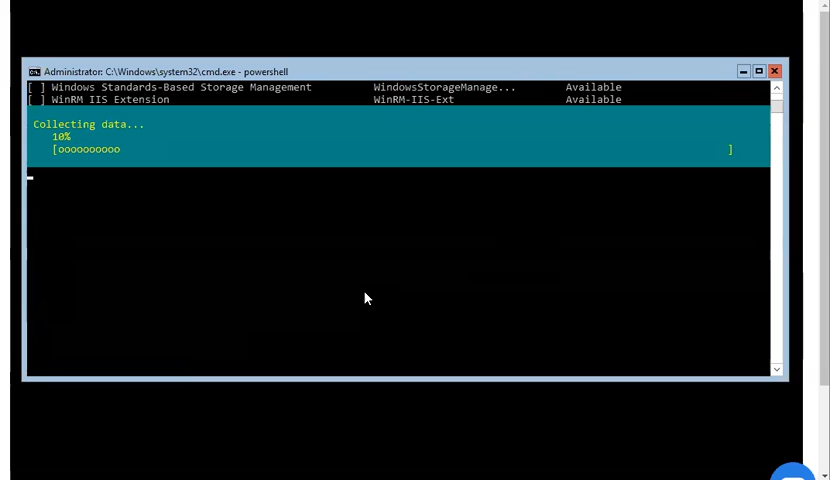 Administrator: C:\Windows\system32\cmd.exe - powershell
[ ] Windows Standards-Based Storage Management WindowsStorageManage... Available
[ ] WinRM IIS Extension WinRM-IIS-Ext Available
Collecting data...
10%
[oooooooooo ]